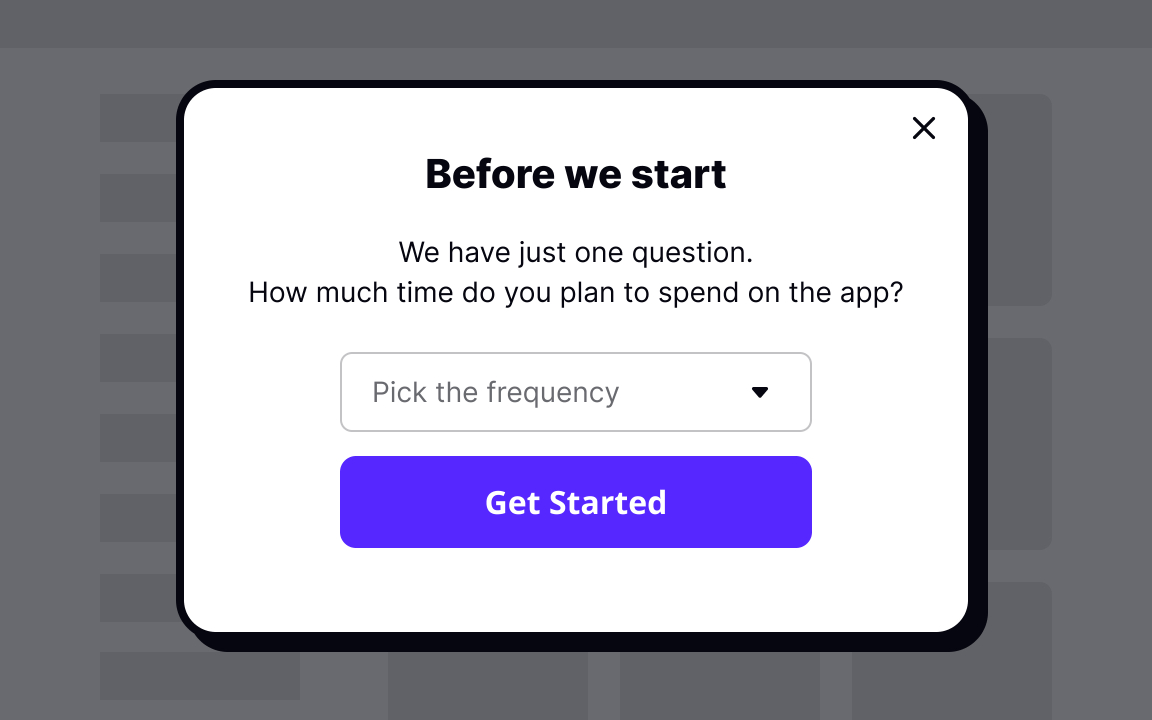 Before we start
We have just one question.
How much time do you plan to spend on the app?
Pick the frequency
Get Started